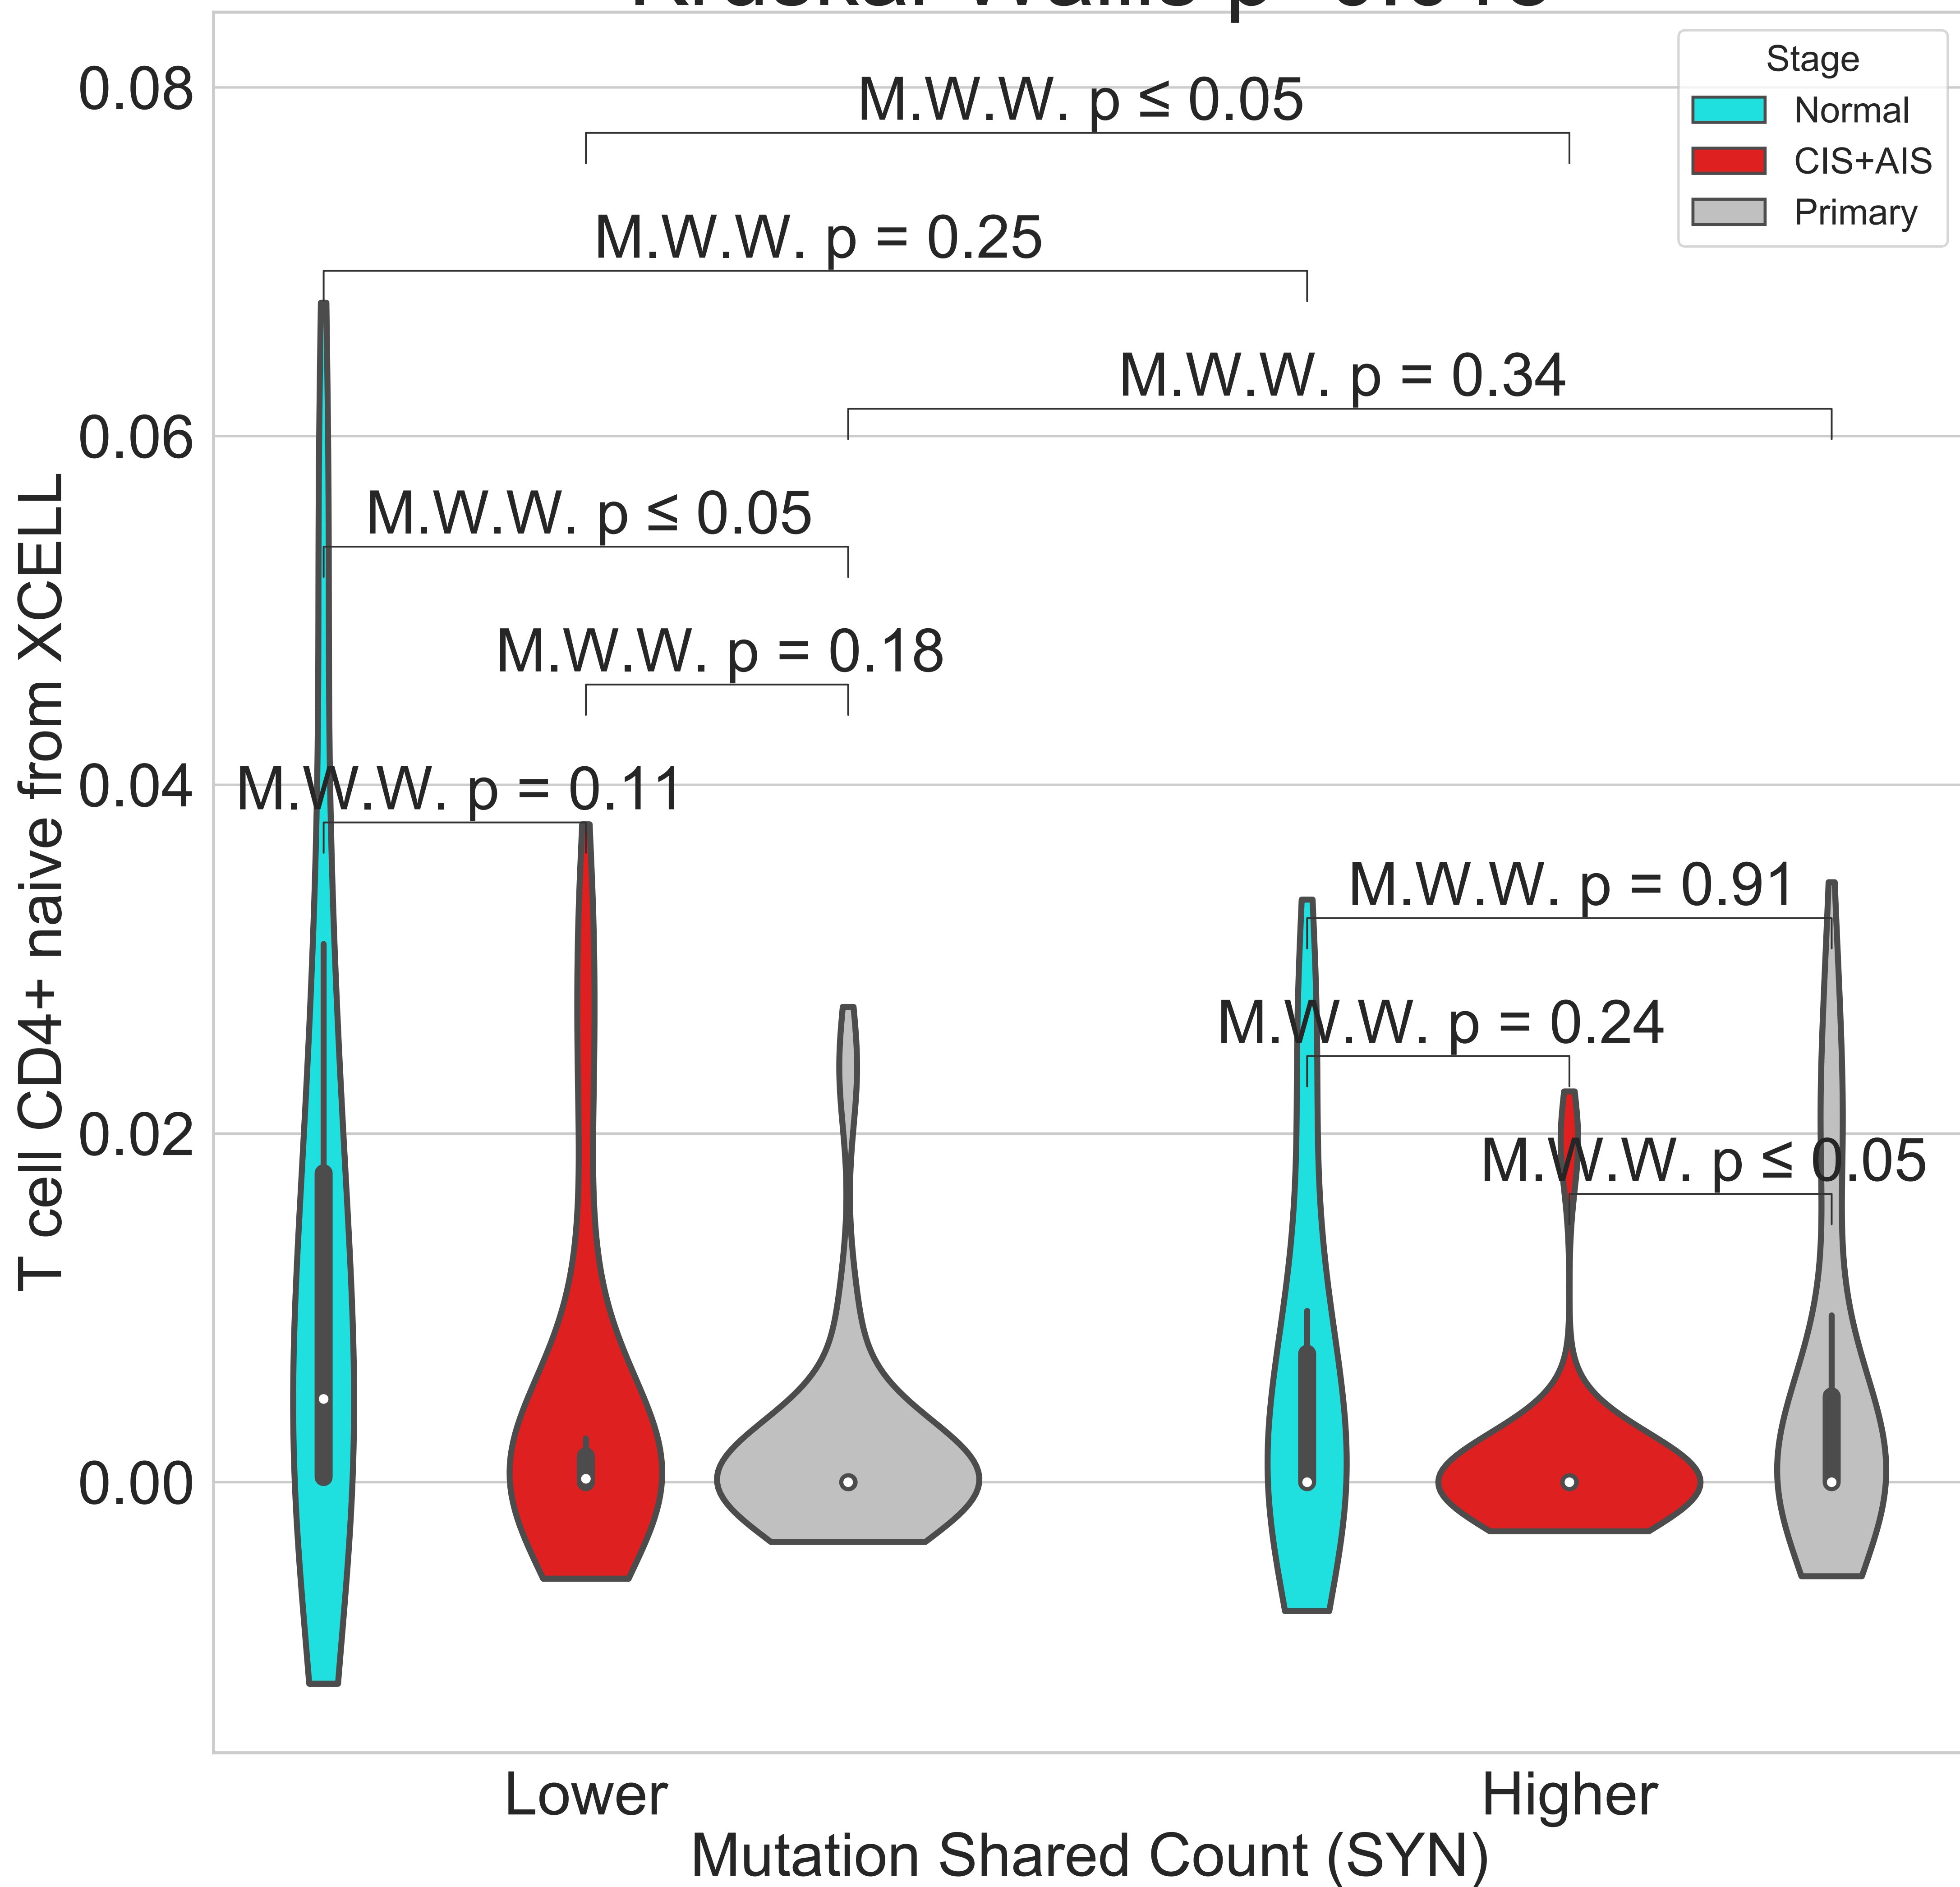 0.08
0.06
0.04
0.02
0.00
T cell CD4+ naive from XCELL
M.W.W. p ≤ 0.05
M.W.W. p = 0.25
M.W.W. p = 0.34
M.W.W. p ≤ 0.05
M.W.W. p = 0.18
M.W.W. p = 0.11
M.W.W. p = 0.91
M.W.W. p = 0.24
M.W.W. p ≤ 0.05
Stage
Normal
CIS+AIS
Primary
Lower
Higher
Mutation Shared Count (SYN)